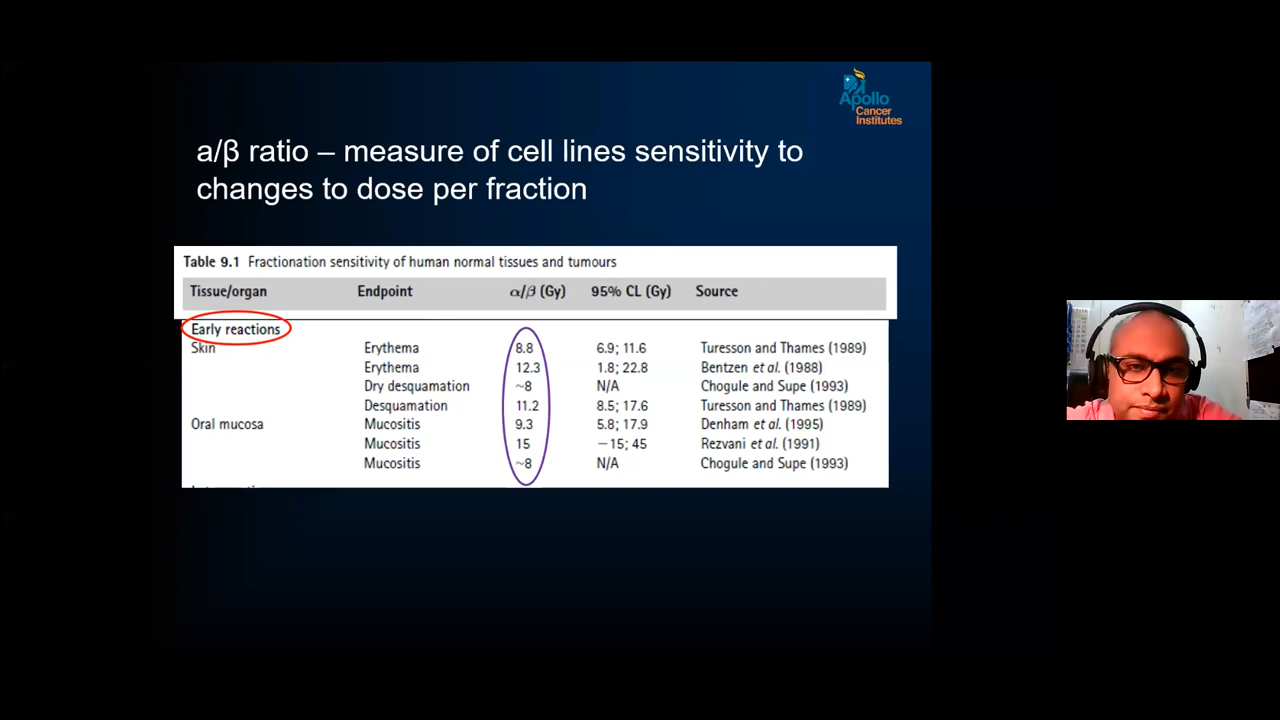 Apollo
Cancer
Institutes
a/β ratio – measure of cell lines sensitivity to
changes to dose per fraction
Table 9.1 Fractionation sensitivity of human normal tissues and tumours
Tissue/organ Endpoint α/β (Gy) 95% CL (Gy) Source
Early reactions
Skin Erythema 8.8 6.9; 11.6 Turesson and Thames (1989)
Erythema 12.3 1.8; 22.8 Bentzen et al. (1988)
Dry desquamation ~8 N/A Chogule and Supe (1993)
Desquamation 11.2 8.5; 17.6 Turesson and Thames (1989)
Oral mucosa Mucositis 9.3 5.8; 17.9 Denham et al. (1995)
Mucositis 15 −15; 45 Rezvani et al. (1991)
Mucositis ~8 N/A Chogule and Supe (1993)